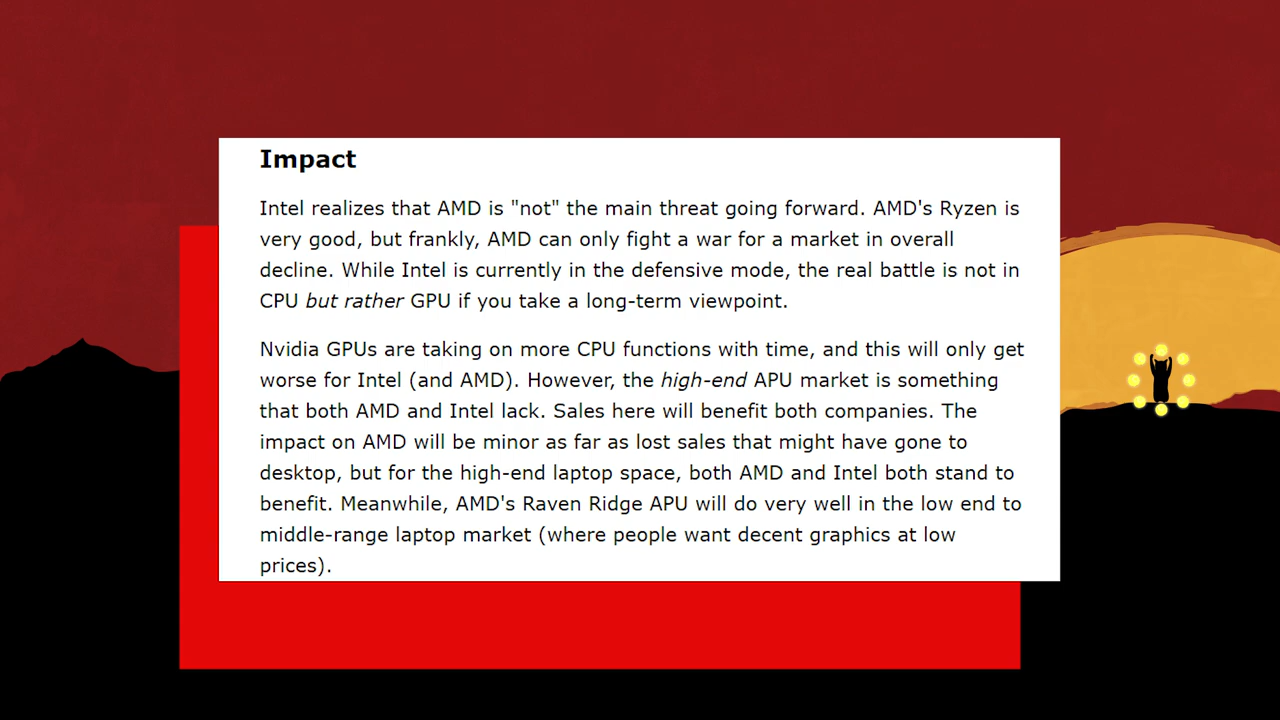 Impact
Intel realizes that AMD is "not" the main threat going forward. AMD's Ryzen is
very good, but frankly, AMD can only fight a war for a market in overall
decline. While Intel is currently in the defensive mode, the real battle is not in
CPU but rather GPU if you take a long-term viewpoint.
Nvidia GPUs are taking on more CPU functions with time, and this will only get
worse for Intel (and AMD). However, the high-end APU market is something
that both AMD and Intel lack. Sales here will benefit both companies. The
impact on AMD will be minor as far as lost sales that might have gone to
desktop, but for the high-end laptop space, both AMD and Intel both stand to
benefit. Meanwhile, AMD's Raven Ridge APU will do very well in the low end to
middle-range laptop market (where people want decent graphics at low
prices).